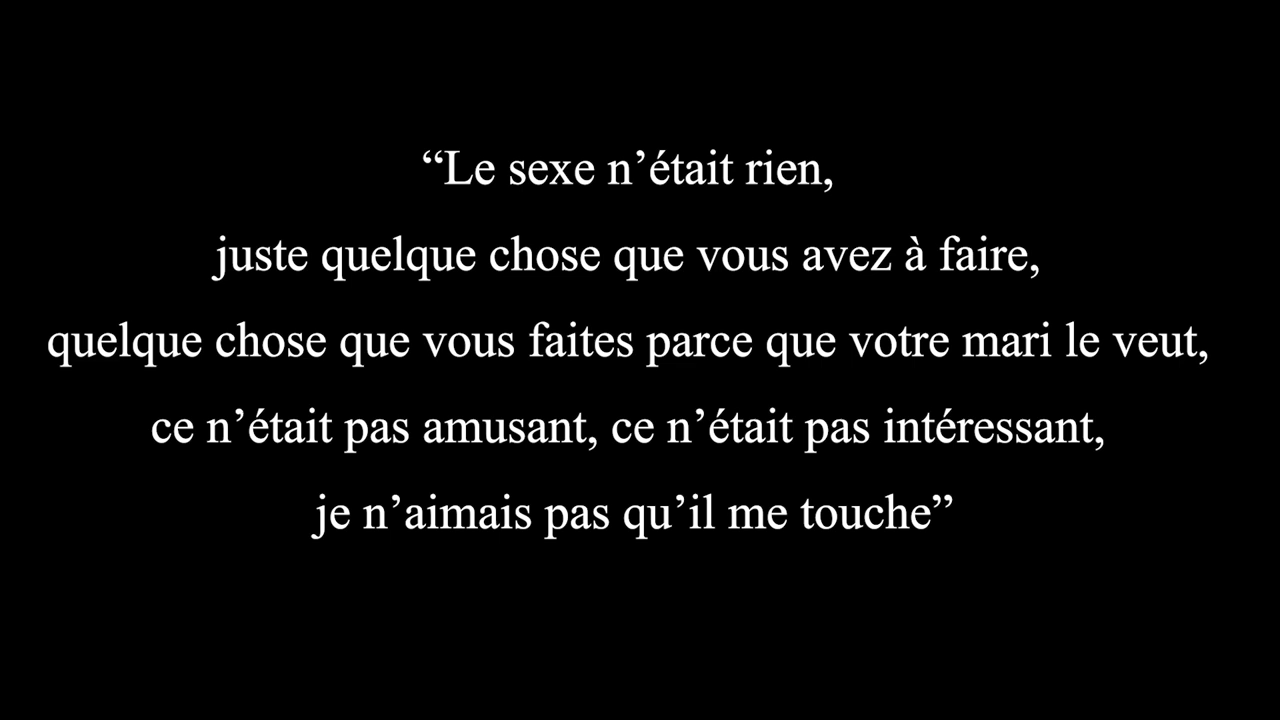 “Le sexe n’était rien,
juste quelque chose que vous avez à faire,
quelque chose que vous faites parce que votre mari le veut,
ce n’était pas amusant, ce n’était pas intéressant,
je n’aimais pas qu’il me touche”